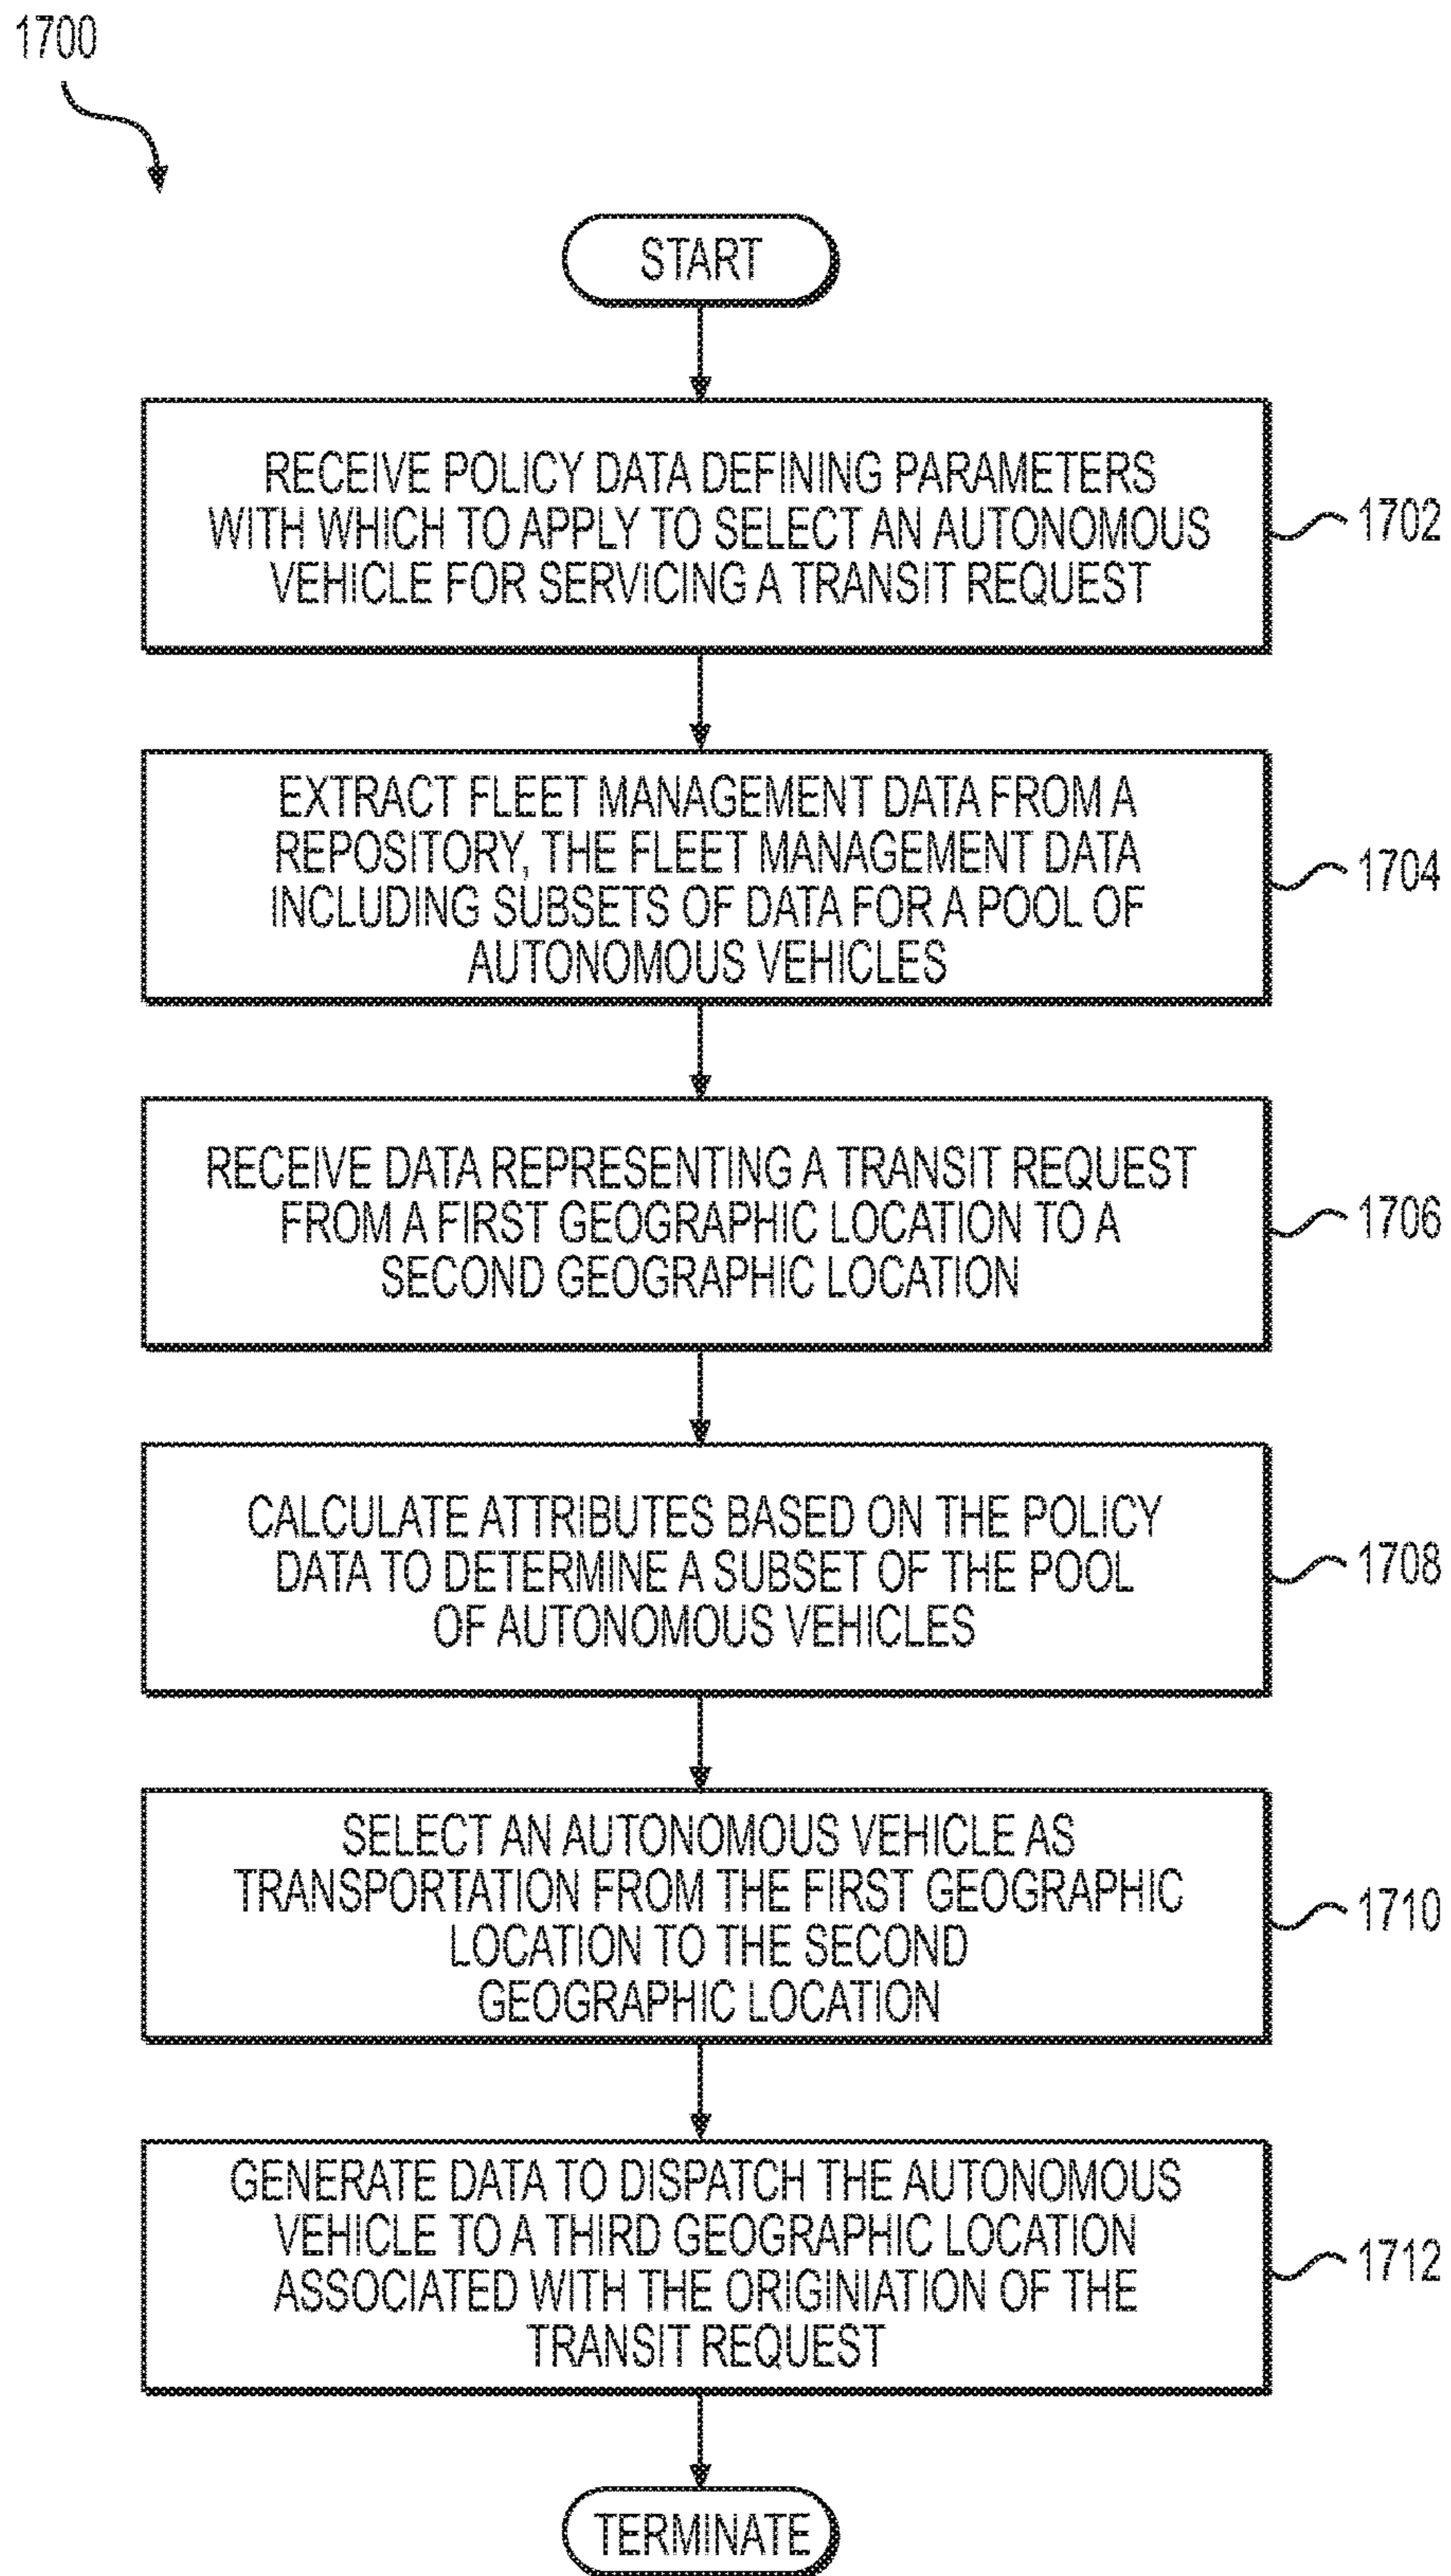 1700
START
RECEIVE POLICY DATA DEFINING PARAMETERS
WITH WHICH TO APPLY TO SELECT AN AUTONOMOUS
VEHICLE FOR SERVICING A TRANSIT REQUEST
1702
EXTRACT FLEET MANAGEMENT DATA FROM A
REPOSITORY, THE FLEET MANAGEMENT DATA
INCLUDING SUBSETS OF DATA FOR A POOL OF
AUTONOMOUS VEHICLES
1704
RECEIVE DATA REPRESENTING A TRANSIT REQUEST
FROM A FIRST GEOGRAPHIC LOCATION TO A
SECOND GEOGRAPHIC LOCATION
1706
CALCULATE ATTRIBUTES BASED ON THE POLICY
DATA TO DETERMINE A SUBSET OF THE POOL
OF AUTONOMOUS VEHICLES
1708
SELECT AN AUTONOMOUS VEHICLE AS
TRANSPORTATION FROM THE FIRST GEOGRAPHIC
LOCATION TO THE SECOND
GEOGRAPHIC LOCATION
1710
GENERATE DATA TO DISPATCH THE AUTONOMOUS
VEHICLE TO A THIRD GEOGRAPHIC LOCATION
ASSOCIATED WITH THE ORIGINIATION OF THE
TRANSIT REQUEST
1712
TERMINATE